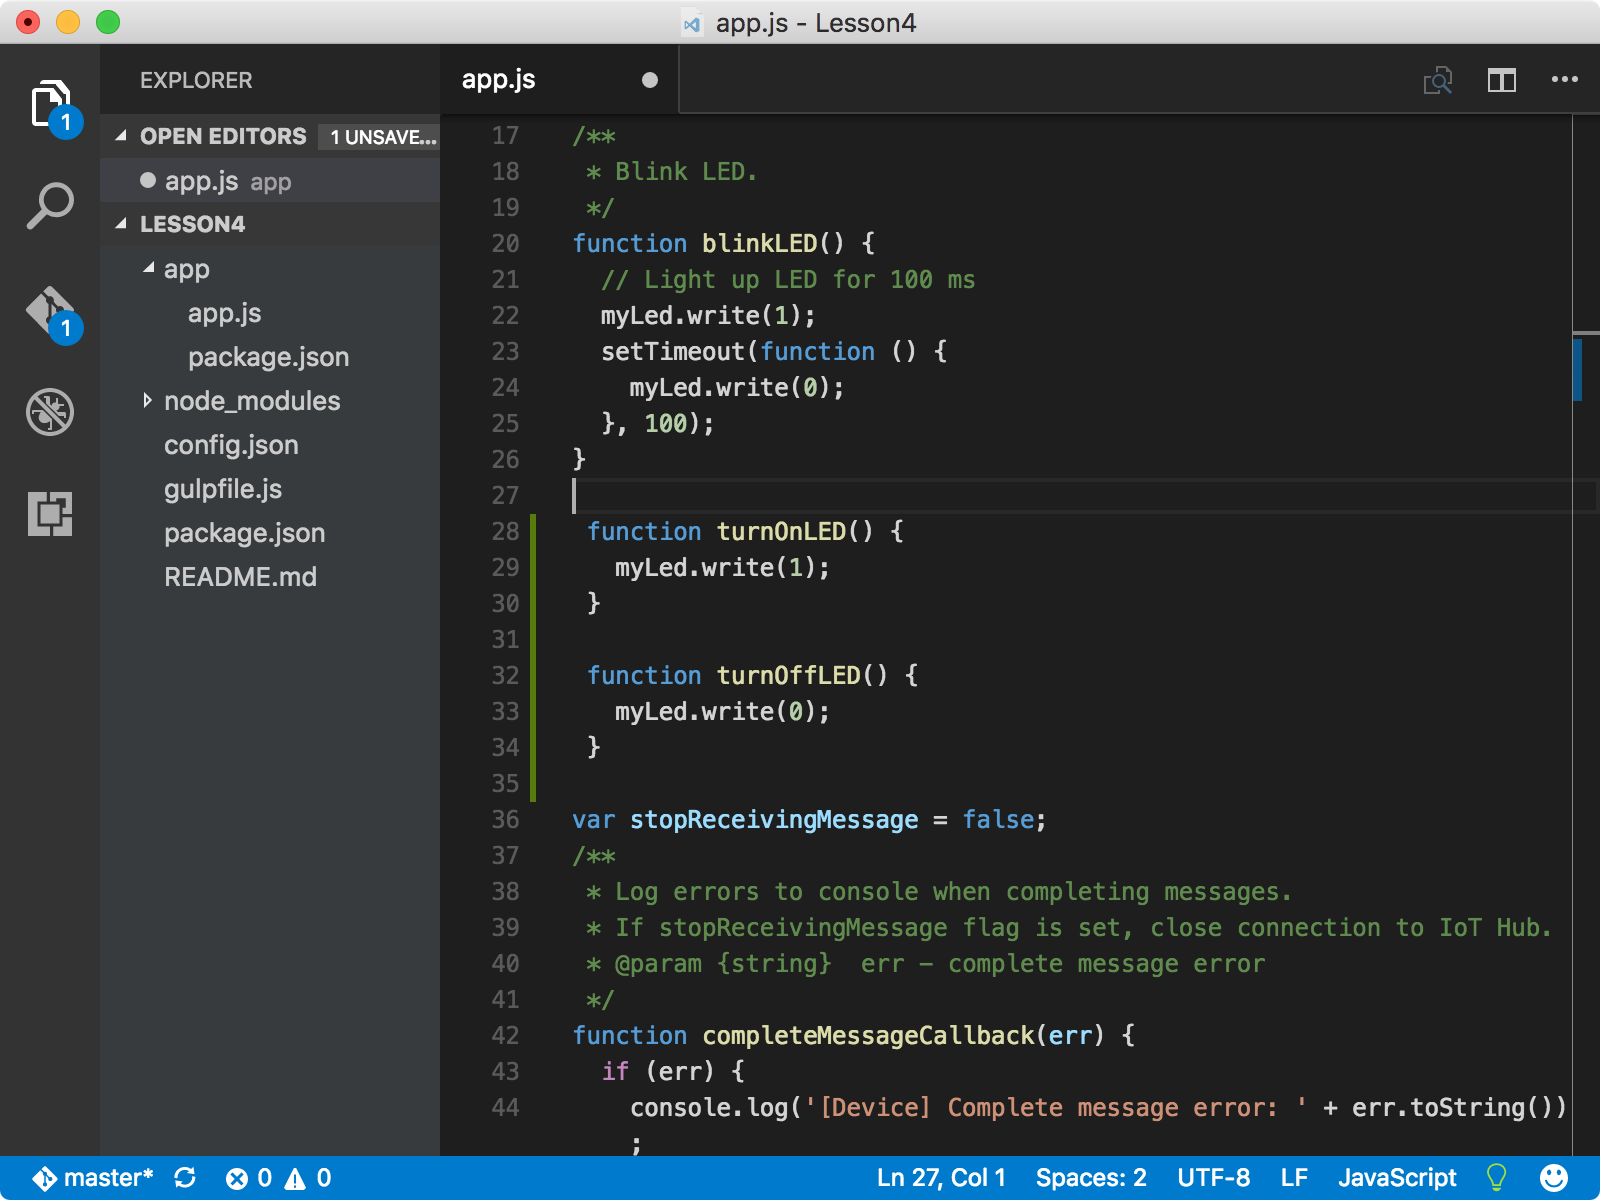 app.js - Lesson4
EXPLORER
OPEN EDITORS 1 UNSAVE...
app.js app
LESSON4
app
app.js
package.json
node_modules
config.json
gulpfile.js
package.json
README.md
1
1
app.js
17 /**
18  * Blink LED.
19  */
20 function blinkLED() {
21   // Light up LED for 100 ms
22   myLed.write(1);
23   setTimeout(function () {
24     myLed.write(0);
25   }, 100);
26 }
27
28  function turnOnLED() {
29    myLed.write(1);
30  }
31
32  function turnOffLED() {
33    myLed.write(0);
34  }
35
36 var stopReceivingMessage = false;
37 /**
38  * Log errors to console when completing messages.
39  * If stopReceivingMessage flag is set, close connection to IoT Hub.
40  * @param {string}  err - complete message error
41  */
42 function completeMessageCallback(err) {
43   if (err) {
44     console.log('[Device] Complete message error: ' + err.toString())
;
master* 0 0 Ln 27, Col 1 Spaces: 2 UTF-8 LF JavaScript